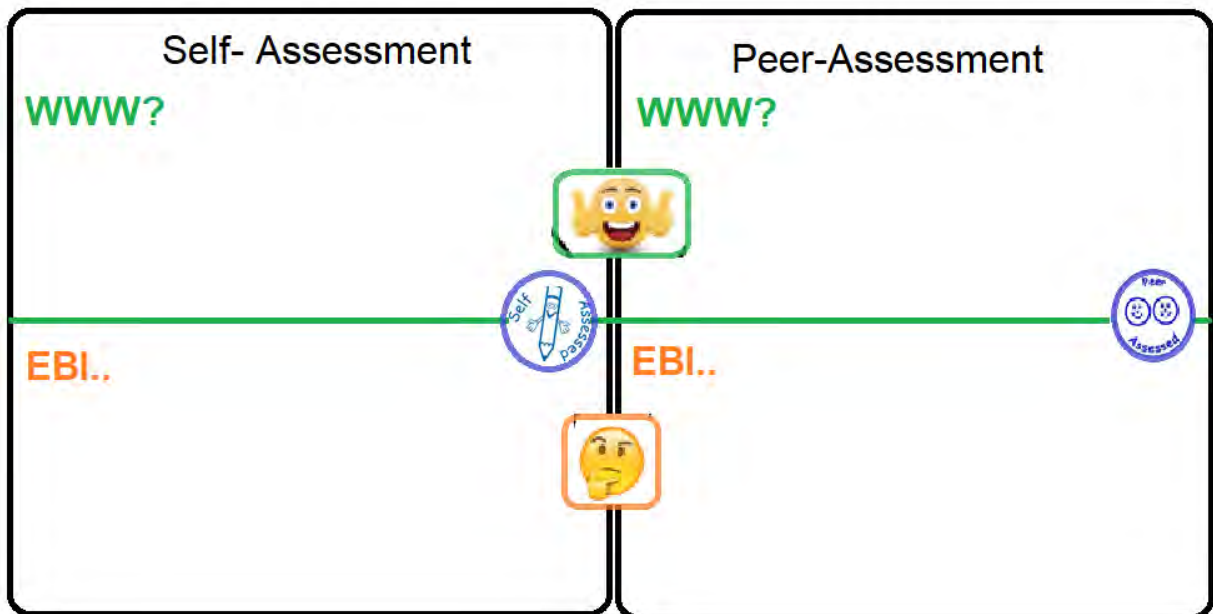 Self- Assessment
WWW?
Self Assessed
EBI..
Peer-Assessment
WWW?
Peer
Assessed
EBI..